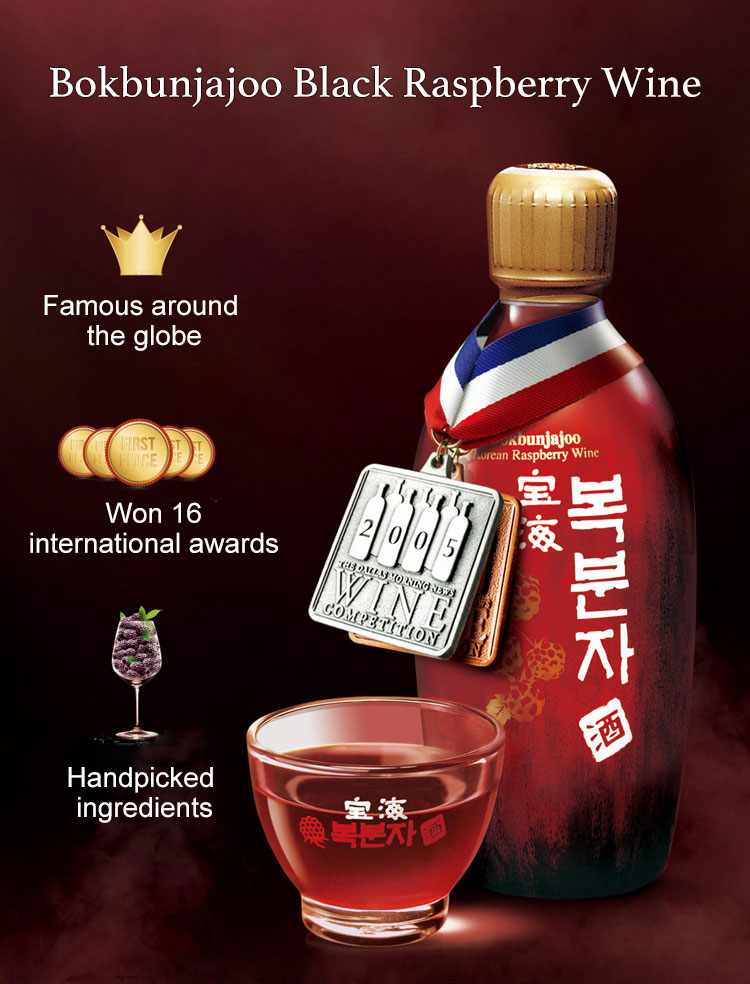 Bokbunjajoo Black Raspberry Wine
Famous around
the globe
FIRST
PLACE
Won 16
international awards
Handpicked
ingredients
Bokbunjajoo
Korean Raspberry Wine
宝海
복분자
酒
2005
THE DALLAS MORNING NEWS
WINE
COMPETITION
宝海
복분자 酒